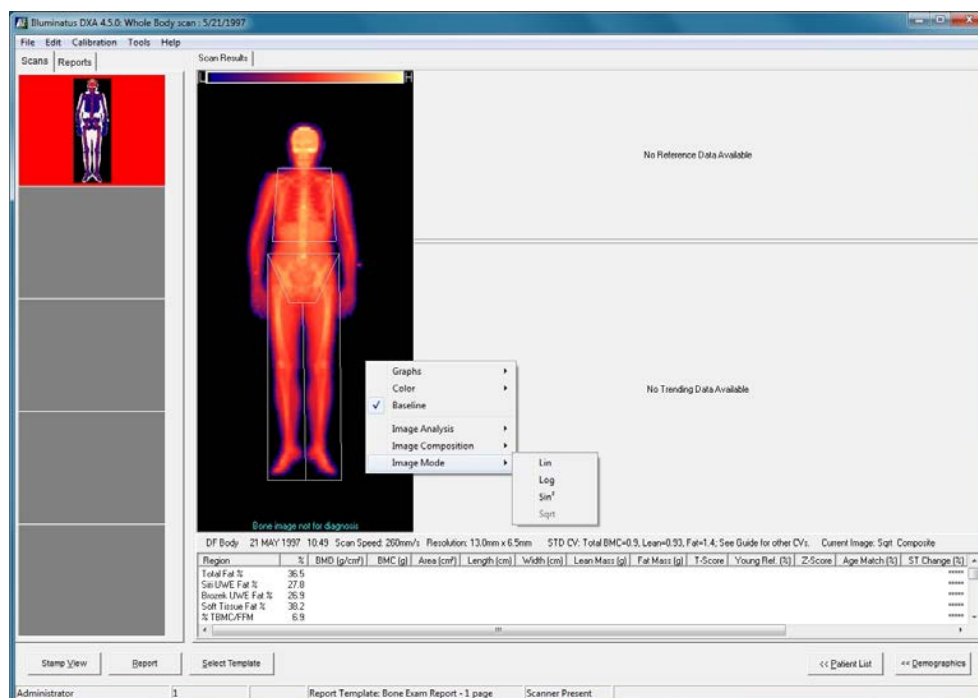 Illuminatus DXA 4.5.0: Whole Body scan : 5/21/1997
File Edit Calibration Tools Help
Scans Reports
Scan Results
L H
No Reference Data Available
Graphs
Color
Baseline
Image Analysis
Image Composition
Image Mode
Lin
Log
Sin²
Sqrt
No Trending Data Available
Bone image not for diagnosis
DF Body 21 MAY 1997 10:49 Scan Speed: 260mm/s Resolution: 13.0mm x 6.5mm STD CV: Total BMC=0.9, Lean=0.93, Fat=1.4; See Guide for other CVs. Current Image: Sqrt Composite
Region % BMD (g/cm²) BMC (g) Area (cm²) Length (cm) Width (cm) Lean Mass (g) Fat Mass (g) T-Score Young Ref. (%) Z-Score Age Match (%) ST Change (%)
Total Fat % 36.5 *****
Siri UWE Fat % 27.8 *****
Brozek UWE Fat % 26.9 *****
Soft Tissue Fat % 38.2 *****
% TBMC/FFM 6.9 *****
Stamp View Report Select Template << Patient List << Demographics
Administrator 1 Report Template: Bone Exam Report - 1 page Scanner Present